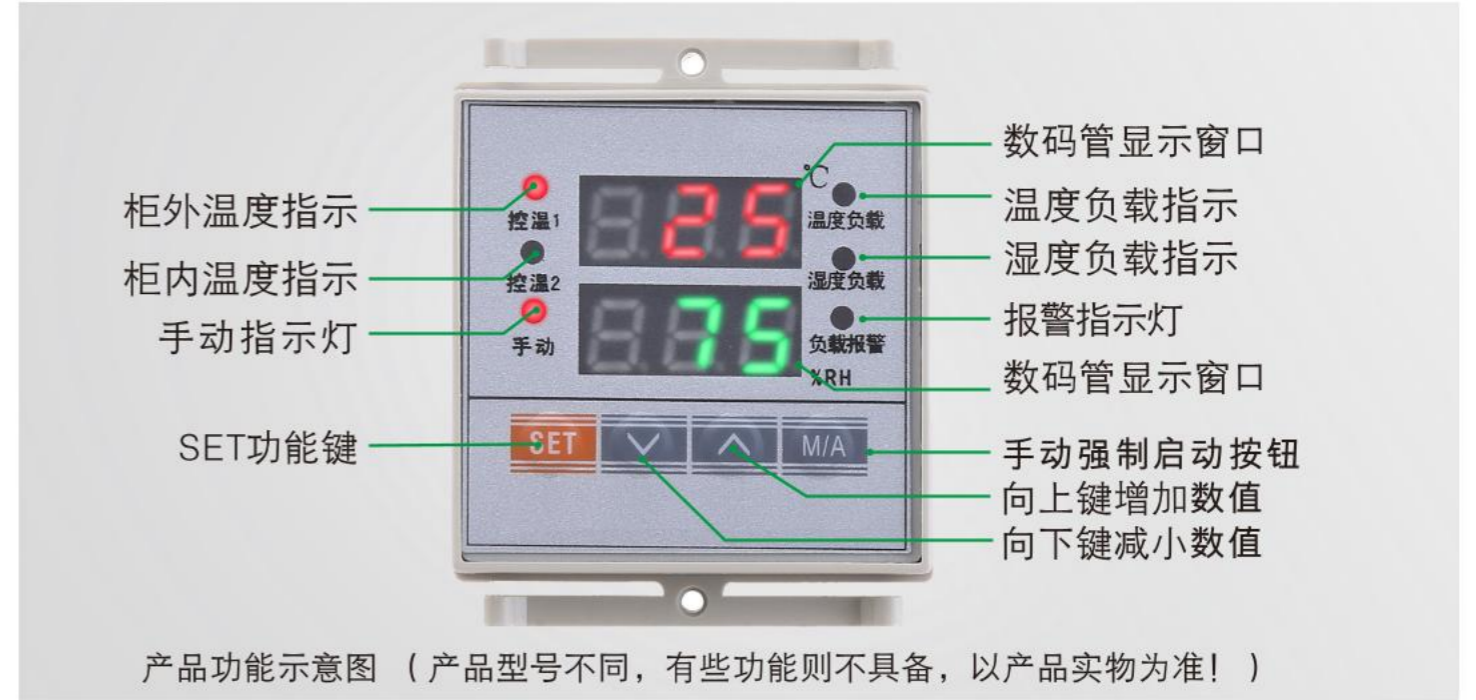 数码管显示窗口
℃
柜外温度指示
控温1
25
温度负载
温度负载指示
柜内温度指示
控温2
湿度负载
湿度负载指示
手动指示灯
手动
75
负载报警
报警指示灯
%RH
数码管显示窗口
SET功能键
SET
M/A
手动强制启动按钮
向上键增加数值
向下键减小数值
产品功能示意图 (产品型号不同,有些功能则不具备,以产品实物为准! )